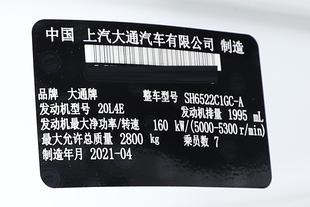 中国 上汽大通汽车有限公司 制造
品牌 大通牌 整车型号 SH6522C1GC-A
发动机型号 20L4E 发动机排量 1995 mL
发动机最大净功率/转速 160 kW/(5000-5300 r/min)
最大允许总质量 2800 kg 乘员数 7
制造年月 2021-04